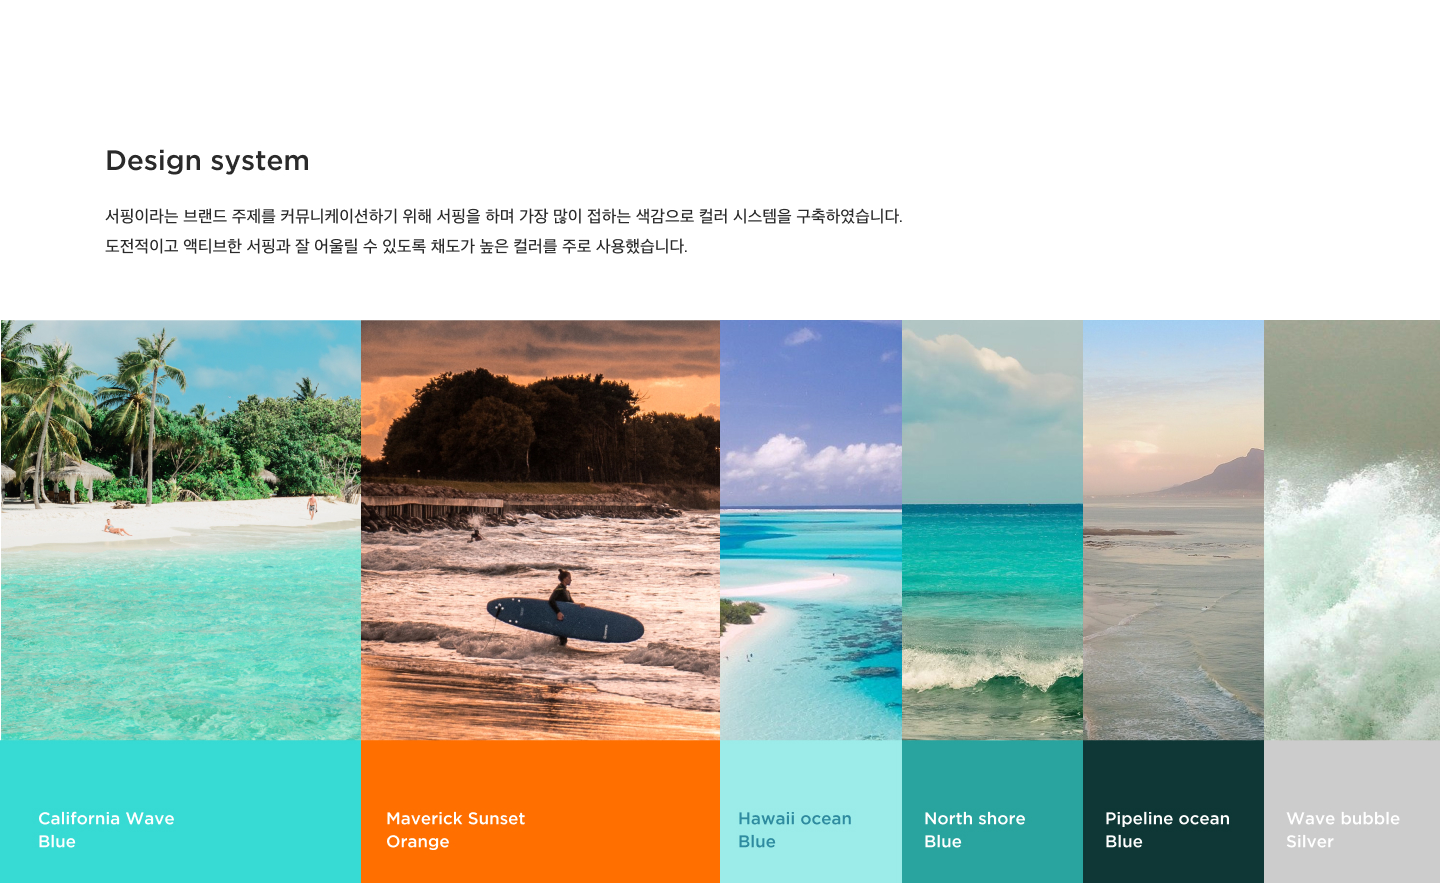 Design system
서핑이라는 브랜드 주제를 커뮤니케이션하기 위해 서핑을 하며 가장 많이 접하는 색감으로 컬러 시스템을 구축하였습니다.
도전적이고 액티브한 서핑과 잘 어울릴 수 있도록 채도가 높은 컬러를 주로 사용했습니다.
California Wave
Blue
Maverick Sunset
Orange
Hawaii ocean
Blue
North shore
Blue
Pipeline ocean
Blue
Wave bubble
Silver